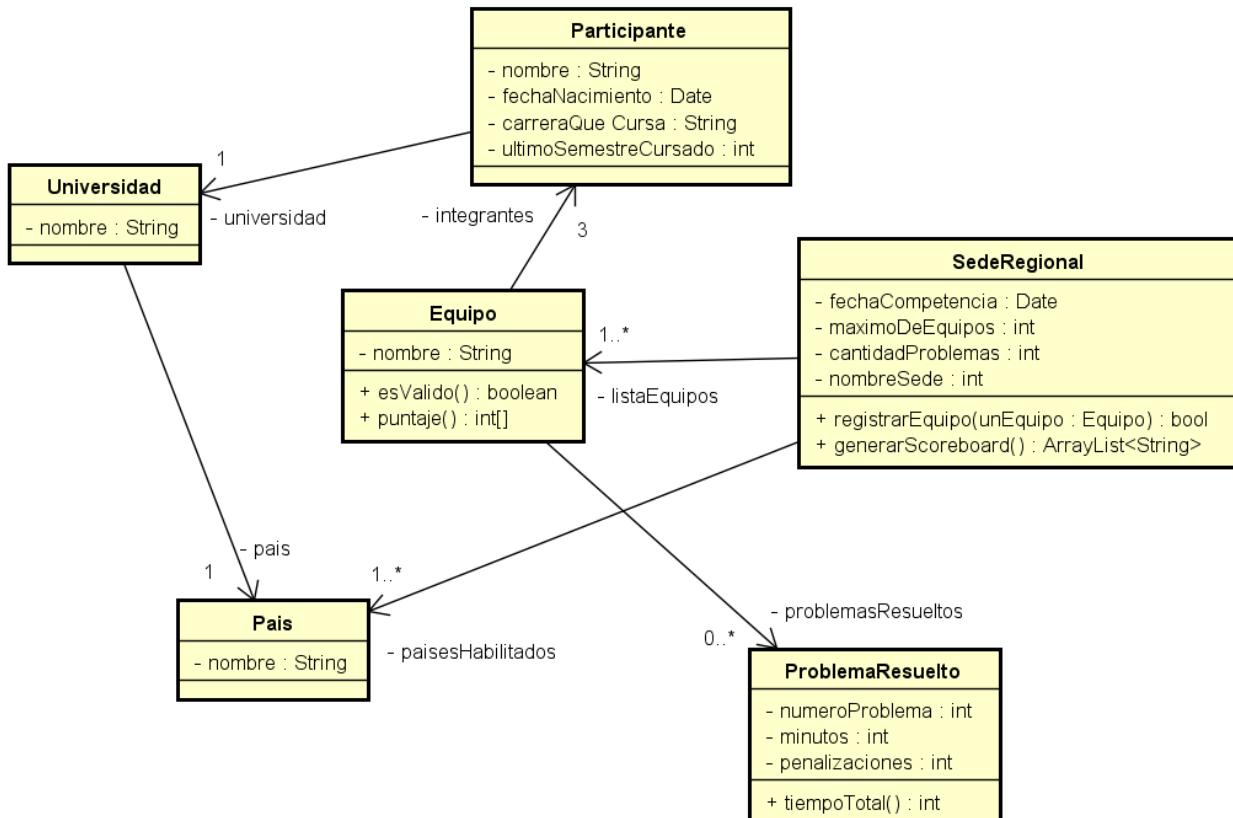 Participante
- nombre : String
- fechaNacimiento : Date
- carreraQue Cursa : String
- ultimoSemestreCursado : int
1
Universidad
- nombre : String
- universidad
- integrantes
3
SedeRegional
- fechaCompetencia : Date
- maximoDeEquipos : int
- cantidadProblemas : int
- nombreSede : int
+ registrarEquipo(unEquipo : Equipo) : bool
+ generarScoreboard() : ArrayList<String>
Equipo
- nombre : String
+ esValido() : boolean
+ puntaje() : int[]
1..*
- listaEquipos
- pais
1
1..*
Pais
- nombre : String
- paisesHabilitados
- problemasResueltos
0..*
ProblemaResuelto
- numeroProblema : int
- minutos : int
- penalizaciones : int
+ tiempoTotal() : int